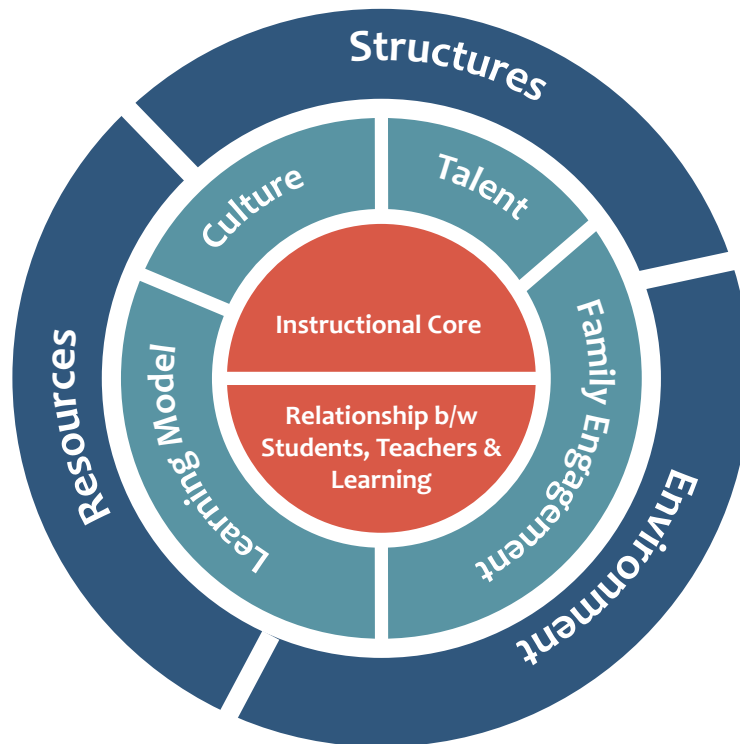 Structures
Culture
Talent
Instructional Core
Relationship b/w
Students, Teachers &
Learning
Resources
Learning Model
Family Engagement
Environment